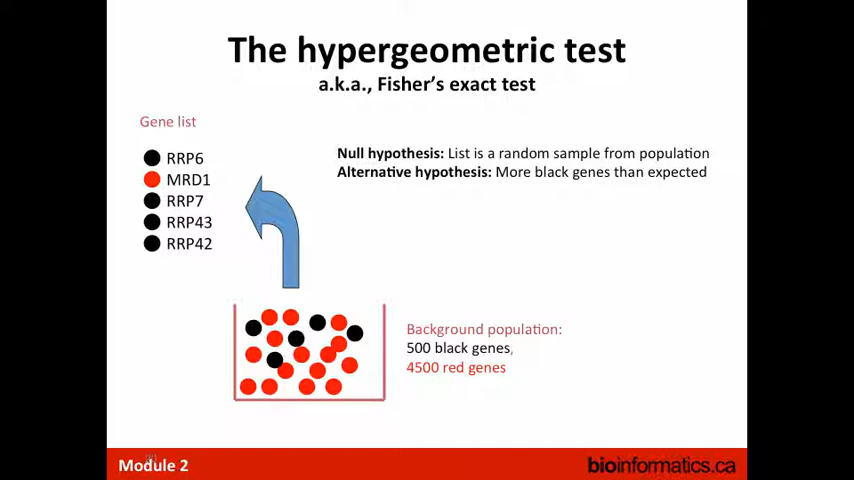 The hypergeometric test
a.k.a., Fisher's exact test
Gene list
RRP6
MRD1
RRP7
RRP43
RRP42
Null hypothesis: List is a random sample from population
Alternative hypothesis: More black genes than expected
Background population:
500 black genes,
4500 red genes
Module 2
bioinformatics.ca